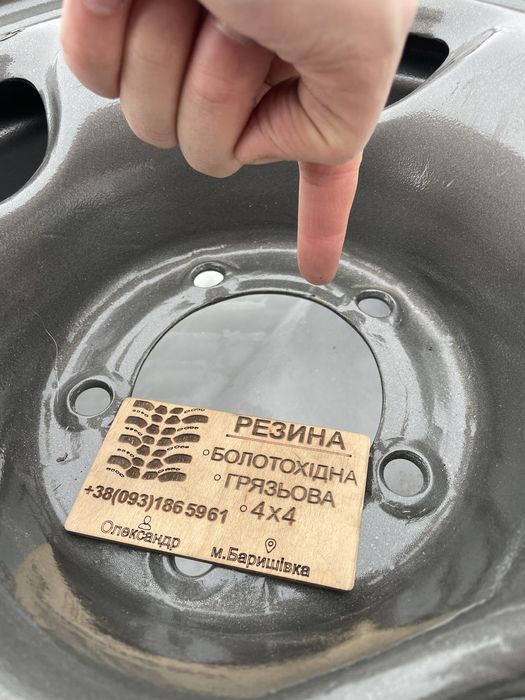 РЕЗИНА
◦БОЛОТОХІДНА
◦ГРЯЗЬОВА
◦4х4
+38(093)186 5961
Олександр
м.Баришівка